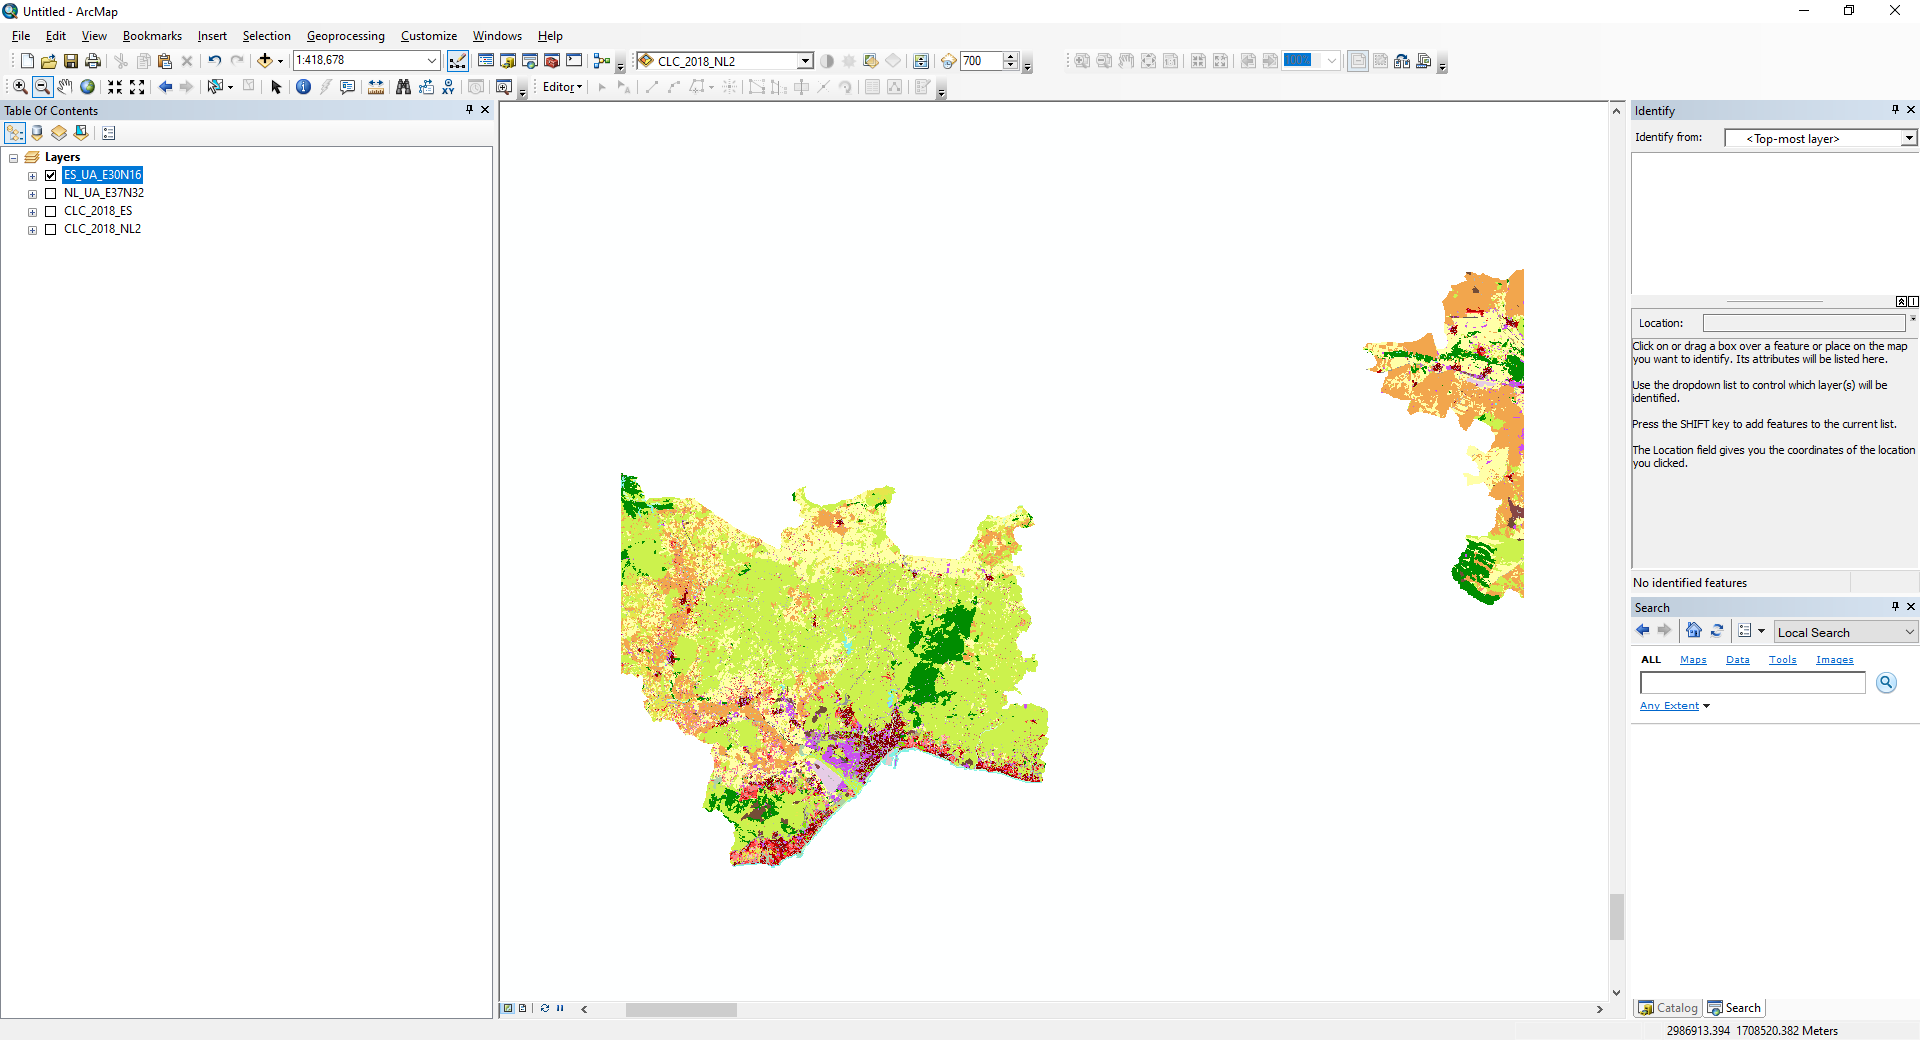 Untitled - ArcMap
File Edit View Bookmarks Insert Selection Geoprocessing Customize Windows Help
1:418,678
CLC_2018_NL2
700
100%
Editor
Table Of Contents
Layers
ES_UA_E30N16
NL_UA_E37N32
CLC_2018_ES
CLC_2018_NL2
Identify
Identify from: <Top-most layer>
Location:
Click on or drag a box over a feature or place on the map
you want to identify. Its attributes will be listed here.
Use the dropdown list to control which layer(s) will be
identified.
Press the SHIFT key to add features to the current list.
The Location field gives you the coordinates of the location
you clicked.
No identified features
Search
Local Search
ALL Maps Data Tools Images
Any Extent
Catalog Search
2986913.394 1708520.382 Meters